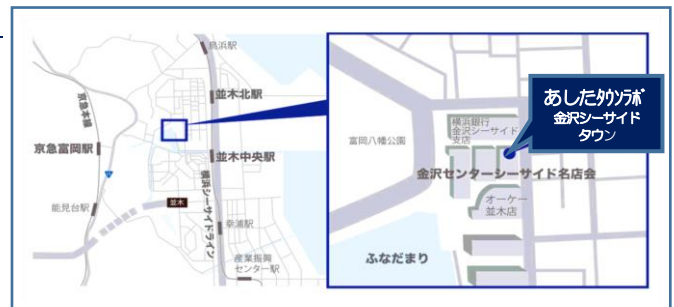 鳥浜駅
並木北駅
京急本線
京急富岡駅
並木中央駅
横浜シーサイドライン
能見台駅
並木
幸浦駅
産業振興
センター駅
あしたﾀｳﾝﾗﾎﾞ
金沢シーサイド
タウン
横浜銀行
金沢シーサイド
支店
富岡八幡公園
金沢センターシーサイド名店会
オーケー
並木店
ふなだまり